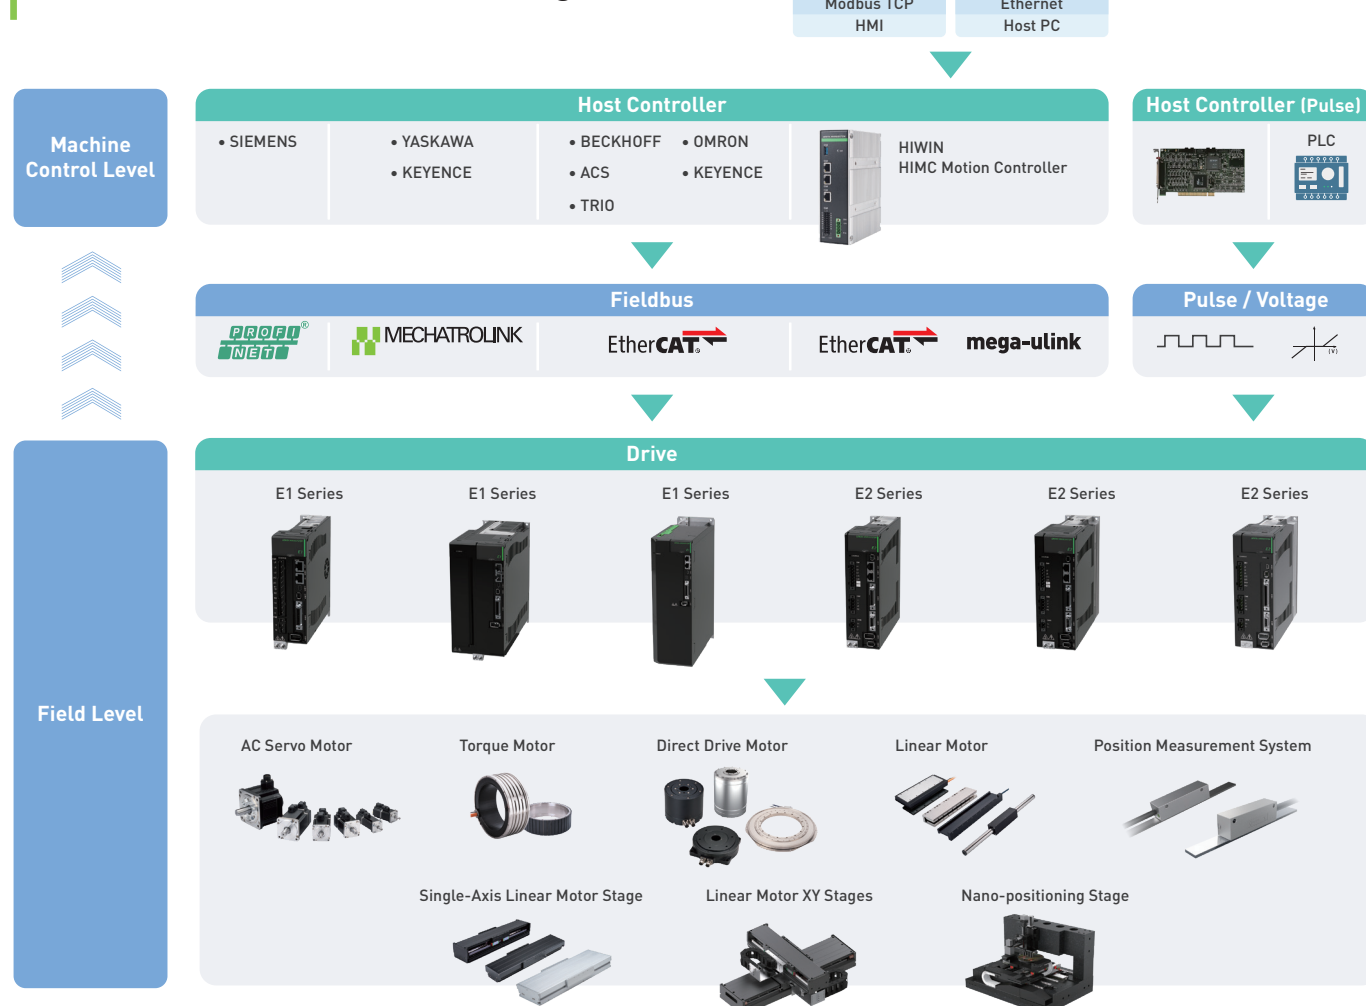 Modbus TCP
Ethernet
HMI
Host PC
Machine
Control Level
Host Controller
• SIEMENS
• YASKAWA
• KEYENCE
• BECKHOFF
• ACS
• TRIO
• OMRON
• KEYENCE
HIWIN
HIMC Motion Controller
Host Controller (Pulse)
PLC
Fieldbus
PROFI
NET®
MECHATROLINK
EtherCAT®
EtherCAT®
mega-ulink
Pulse / Voltage
(V)
Field Level
Drive
E1 Series
E1 Series
E1 Series
E2 Series
E2 Series
E2 Series
AC Servo Motor
Torque Motor
Direct Drive Motor
Linear Motor
Position Measurement System
Single-Axis Linear Motor Stage
Linear Motor XY Stages
Nano-positioning Stage